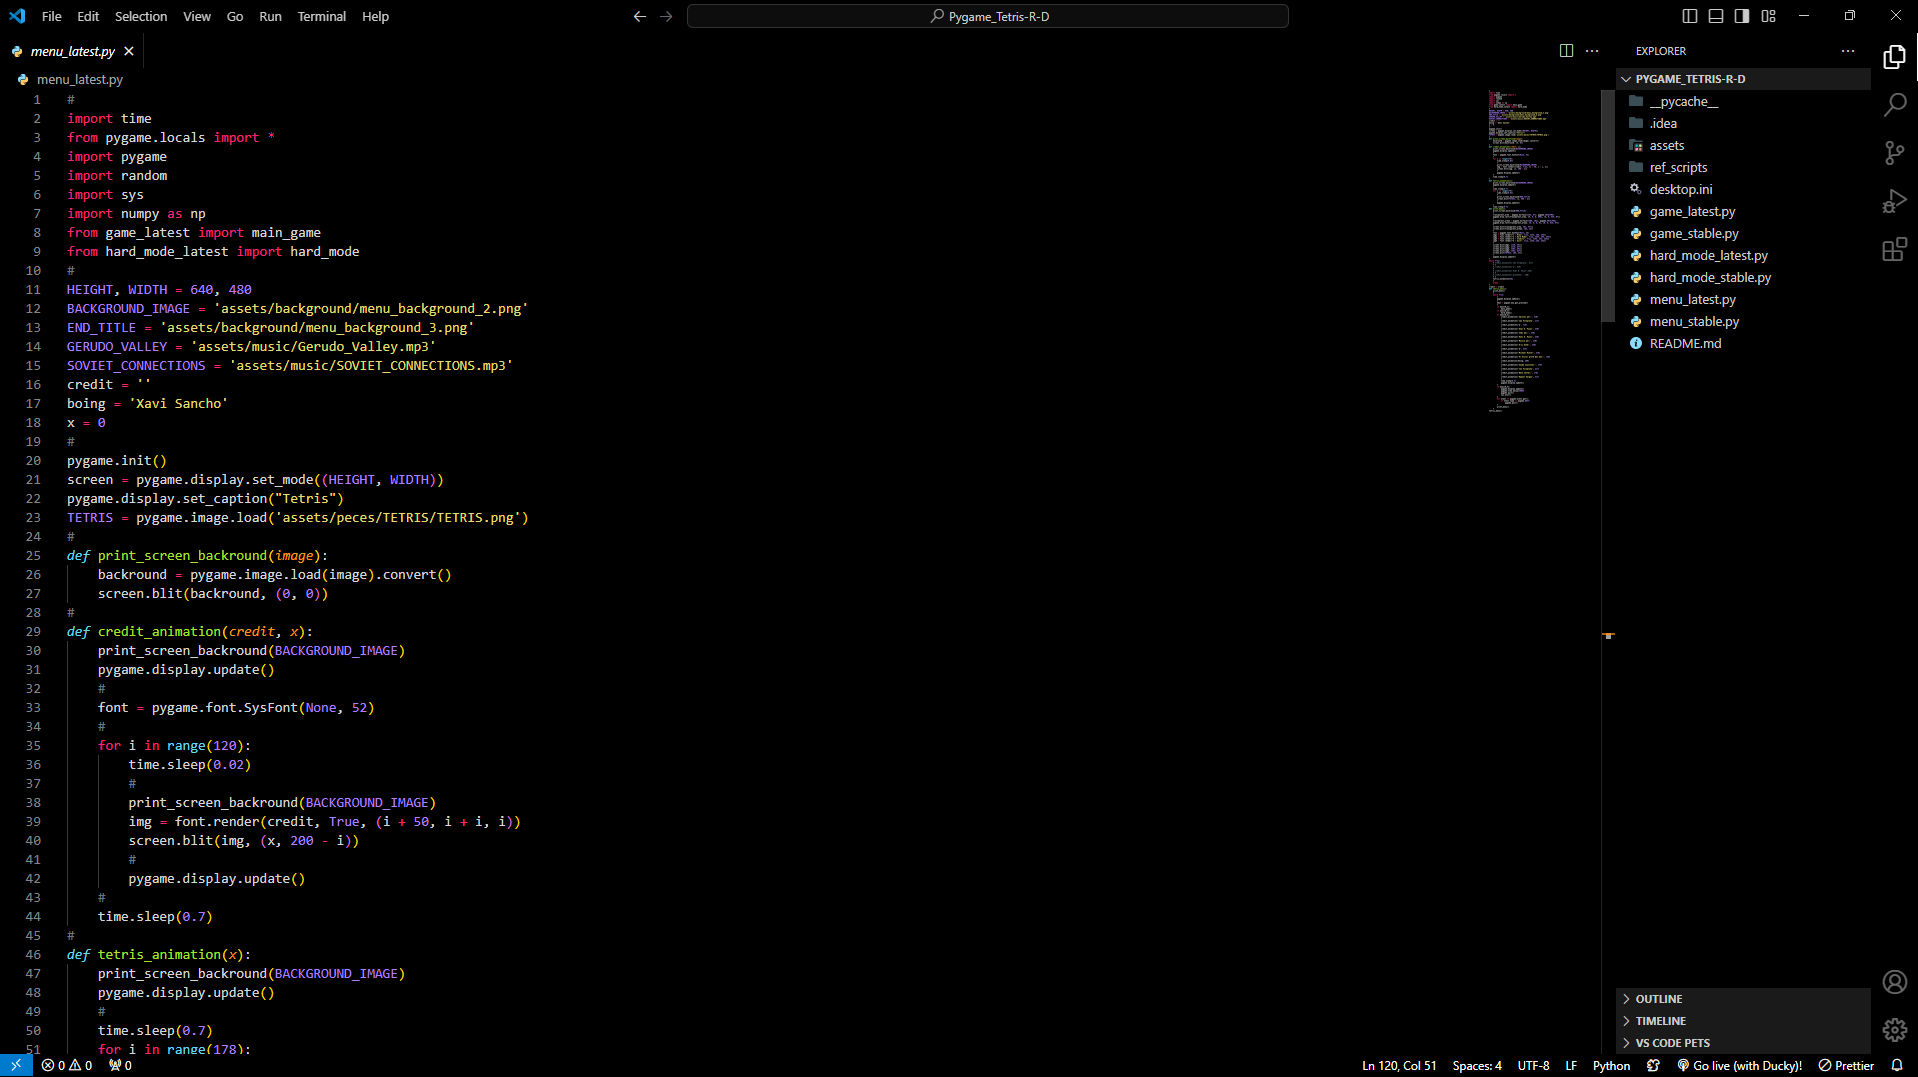 File Edit Selection View Go Run Terminal Help
Pygame_Tetris-R-D
menu_latest.py
menu_latest.py
1 #
2 import time
3 from pygame.locals import *
4 import pygame
5 import random
6 import sys
7 import numpy as np
8 from game_latest import main_game
9 from hard_mode_latest import hard_mode
10 #
11 HEIGHT, WIDTH = 640, 480
12 BACKGROUND_IMAGE = 'assets/background/menu_background_2.png'
13 END_TITLE = 'assets/background/menu_background_3.png'
14 GERUDO_VALLEY = 'assets/music/Gerudo_Valley.mp3'
15 SOVIET_CONNECTIONS = 'assets/music/SOVIET_CONNECTIONS.mp3'
16 credit = ''
17 boing = 'Xavi Sancho'
18 x = 0
19 #
20 pygame.init()
21 screen = pygame.display.set_mode((HEIGHT, WIDTH))
22 pygame.display.set_caption("Tetris")
23 TETRIS = pygame.image.load('assets/peces/TETRIS/TETRIS.png')
24 #
25 def print_screen_backround(image):
26 backround = pygame.image.load(image).convert()
27 screen.blit(backround, (0, 0))
28 #
29 def credit_animation(credit, x):
30 print_screen_backround(BACKGROUND_IMAGE)
31 pygame.display.update()
32 #
33 font = pygame.font.SysFont(None, 52)
34 #
35 for i in range(120):
36 time.sleep(0.02)
37 #
38 print_screen_backround(BACKGROUND_IMAGE)
39 img = font.render(credit, True, (i + 50, i + i, i))
40 screen.blit(img, (x, 200 - i))
41 #
42 pygame.display.update()
43 #
44 time.sleep(0.7)
45 #
46 def tetris_animation(x):
47 print_screen_backround(BACKGROUND_IMAGE)
48 pygame.display.update()
49 #
50 time.sleep(0.7)
51 for i in range(178):
EXPLORER
PYGAME_TETRIS-R-D
__pycache__
.idea
assets
ref_scripts
desktop.ini
game_latest.py
game_stable.py
hard_mode_latest.py
hard_mode_stable.py
menu_latest.py
menu_stable.py
README.md
OUTLINE
TIMELINE
VS CODE PETS
0 0 0
Ln 120, Col 51 Spaces: 4 UTF-8 LF Python Go live (with Ducky)! Prettier